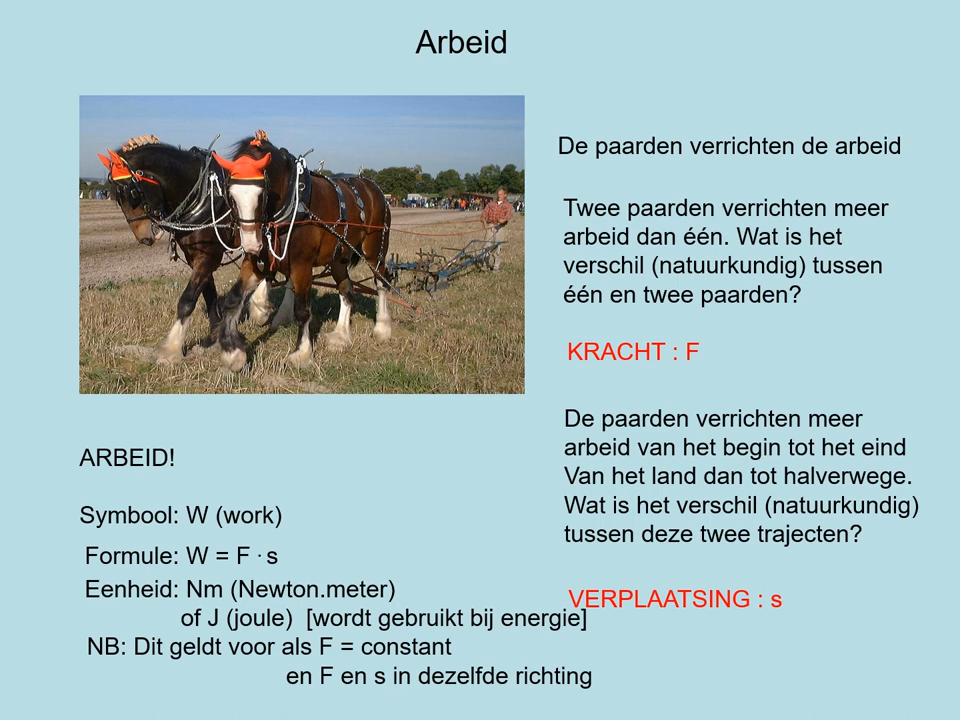 Arbeid
De paarden verrichten de arbeid
Twee paarden verrichten meer
arbeid dan één. Wat is het
verschil (natuurkundig) tussen
één en twee paarden?
KRACHT : F
De paarden verrichten meer
arbeid van het begin tot het eind
Van het land dan tot halverwege.
Wat is het verschil (natuurkundig)
tussen deze twee trajecten?
VERPLAATSING : s
ARBEID!
Symbool: W (work)
Formule: W = F · s
Eenheid: Nm (Newton.meter)
of J (joule) [wordt gebruikt bij energie]
NB: Dit geldt voor als F = constant
en F en s in dezelfde richting